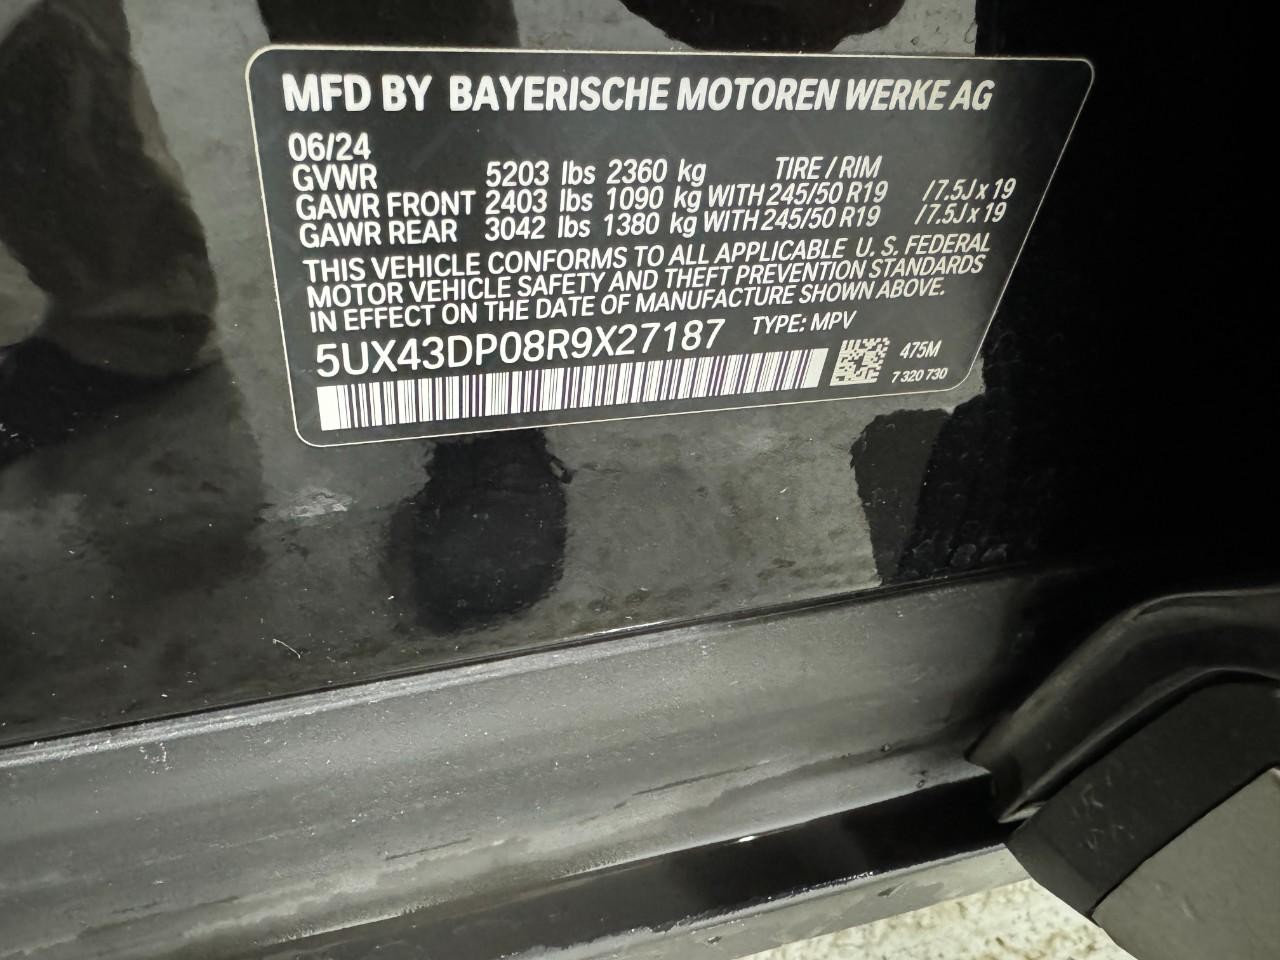 MFD BY BAYERISCHE MOTOREN WERKE AG
06/24
GVWR 5203 lbs 2360 kg TIRE / RIM
GAWR FRONT 2403 lbs 1090 kg WITH 245/50 R19 /7.5J x 19
GAWR REAR 3042 lbs 1380 kg WITH 245/50 R19 /7.5J x 19
THIS VEHICLE CONFORMS TO ALL APPLICABLE U. S. FEDERAL
MOTOR VEHICLE SAFETY AND THEFT PREVENTION STANDARDS
IN EFFECT ON THE DATE OF MANUFACTURE SHOWN ABOVE.
5UX43DP08R9X27187 TYPE: MPV
475M
7 320 730